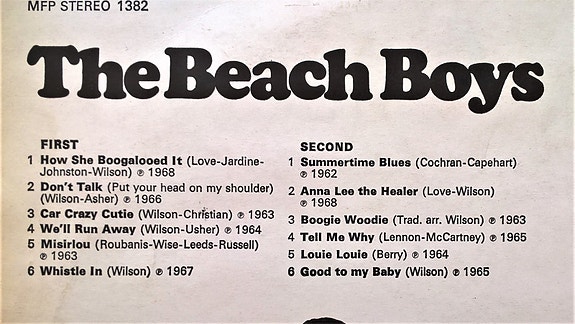 MFP STEREO 1382
The Beach Boys
FIRST
1 How She Boogalooed It (Love-Jardine-
Johnston-Wilson) ℗ 1968
2 Don't Talk (Put your head on my shoulder)
(Wilson-Asher) ℗ 1966
3 Car Crazy Cutie (Wilson-Christian) ℗ 1963
4 We'll Run Away (Wilson-Usher) ℗ 1964
5 Misirlou (Roubanis-Wise-Leeds-Russell)
℗ 1963
6 Whistle In (Wilson) ℗ 1967
SECOND
1 Summertime Blues (Cochran-Capehart)
℗ 1962
2 Anna Lee the Healer (Love-Wilson)
℗ 1968
3 Boogie Woodie (Trad. arr. Wilson) ℗ 1963
4 Tell Me Why (Lennon-McCartney) ℗ 1965
5 Louie Louie (Berry) ℗ 1964
6 Good to my Baby (Wilson) ℗ 1965